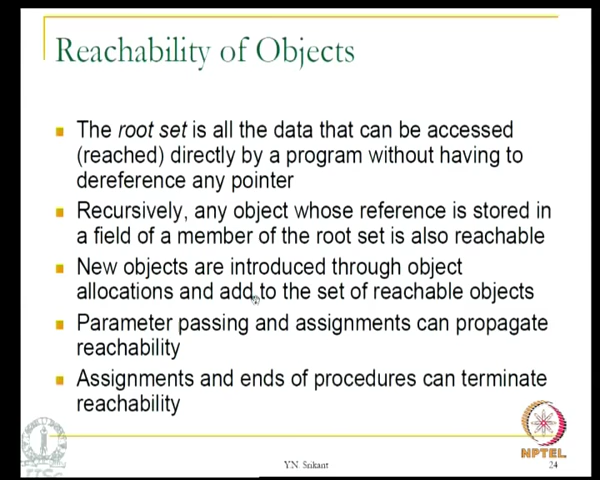 Reachability of Objects
The root set is all the data that can be accessed
(reached) directly by a program without having to
dereference any pointer
Recursively, any object whose reference is stored in
a field of a member of the root set is also reachable
New objects are introduced through object
allocations and add to the set of reachable objects
Parameter passing and assignments can propagate
reachability
Assignments and ends of procedures can terminate
reachability
Y.N. Srikant
24
NPTEL